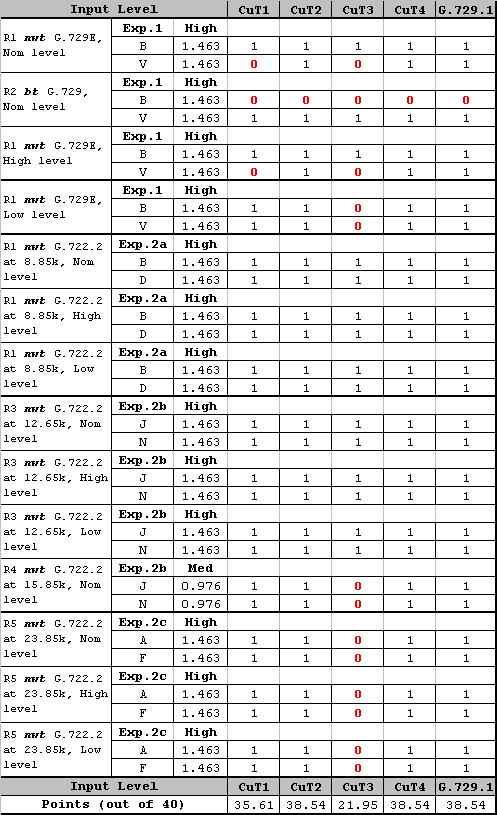 Input Level CuT1 CuT2 CuT3 CuT4 G.729.1
R1 nwt G.729E, Nom level Exp.1 High
B 1.463 1 1 1 1 1
V 1.463 0 1 0 1 1
R2 bt G.729, Nom level Exp.1 High
B 1.463 0 0 0 0 0
V 1.463 1 1 1 1 1
R1 nwt G.729E, High level Exp.1 High
B 1.463 1 1 1 1 1
V 1.463 0 1 0 1 1
R1 nwt G.729E, Low level Exp.1 High
B 1.463 1 1 0 1 1
V 1.463 1 1 0 1 1
R1 nwt G.722.2 at 8.85k, Nom level Exp.2a High
B 1.463 1 1 1 1 1
D 1.463 1 1 1 1 1
R1 nwt G.722.2 at 8.85k, High level Exp.2a High
B 1.463 1 1 1 1 1
D 1.463 1 1 1 1 1
R1 nwt G.722.2 at 8.85k, Low level Exp.2a High
B 1.463 1 1 1 1 1
D 1.463 1 1 1 1 1
R3 nwt G.722.2 at 12.65k, Nom level Exp.2b High
J 1.463 1 1 1 1 1
N 1.463 1 1 1 1 1
R3 nwt G.722.2 at 12.65k, High level Exp.2b High
J 1.463 1 1 1 1 1
N 1.463 1 1 1 1 1
R3 nwt G.722.2 at 12.65k, Low level Exp.2b High
J 1.463 1 1 1 1 1
N 1.463 1 1 1 1 1
R4 nwt G.722.2 at 15.85k, Nom level Exp.2b Med
J 0.976 1 1 0 1 1
N 0.976 1 1 0 1 1
R5 nwt G.722.2 at 23.85k, Nom level Exp.2c High
A 1.463 1 1 0 1 1
F 1.463 1 1 0 1 1
R5 nwt G.722.2 at 23.85k, High level Exp.2c High
A 1.463 1 1 0 1 1
F 1.463 1 1 0 1 1
R5 nwt G.722.2 at 23.85k, Low level Exp.2c High
A 1.463 1 1 0 1 1
F 1.463 1 1 0 1 1
Input Level CuT1 CuT2 CuT3 CuT4 G.729.1
Points (out of 40) 35.61 38.54 21.95 38.54 38.54